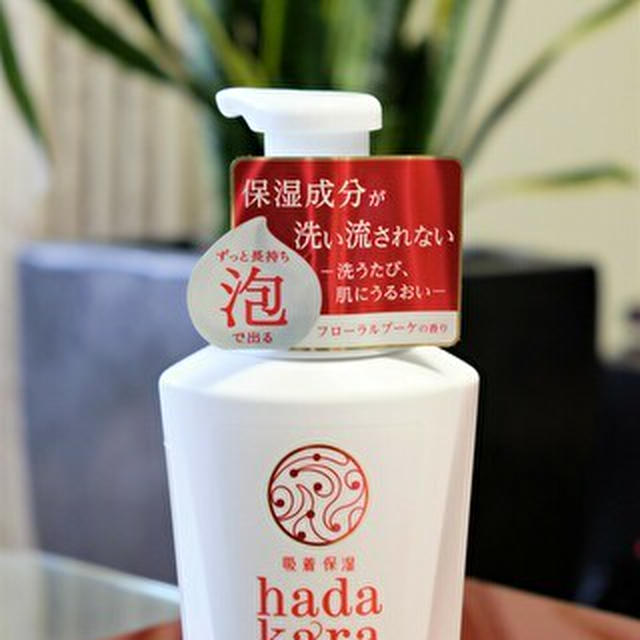 保湿成分が
洗い流されない
ずっと長持ち
泡
で出る
－洗うたび、
肌にうるおい－
フローラルブーケの香り
吸着保湿
hada
kara